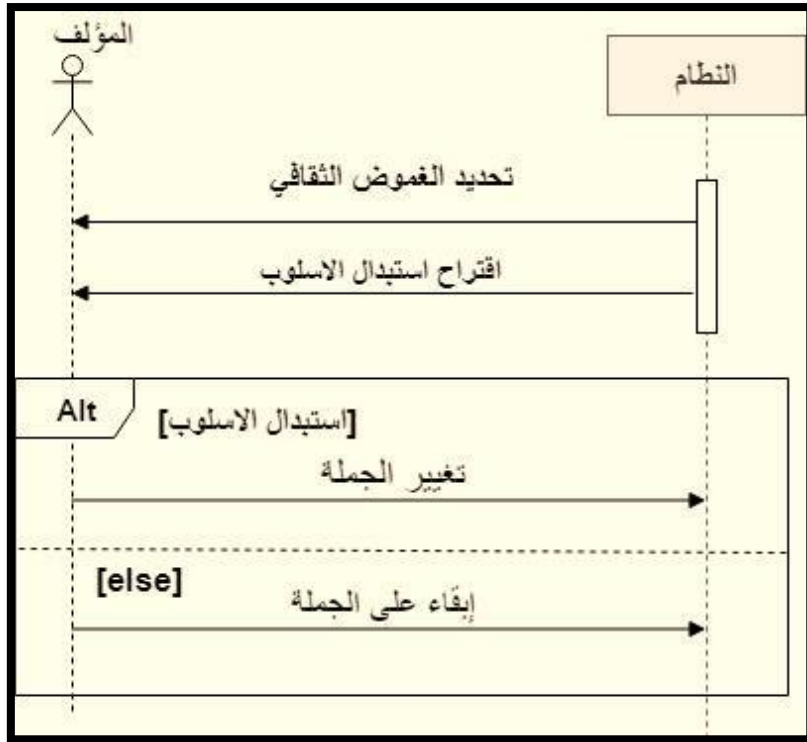 المؤلف
النظام
تحديد الغموض الثقافي
اقتراح استبدال الاسلوب
Alt
[استبدال الاسلوب]
تغيير الجملة
[else]
إبقاء على الجملة